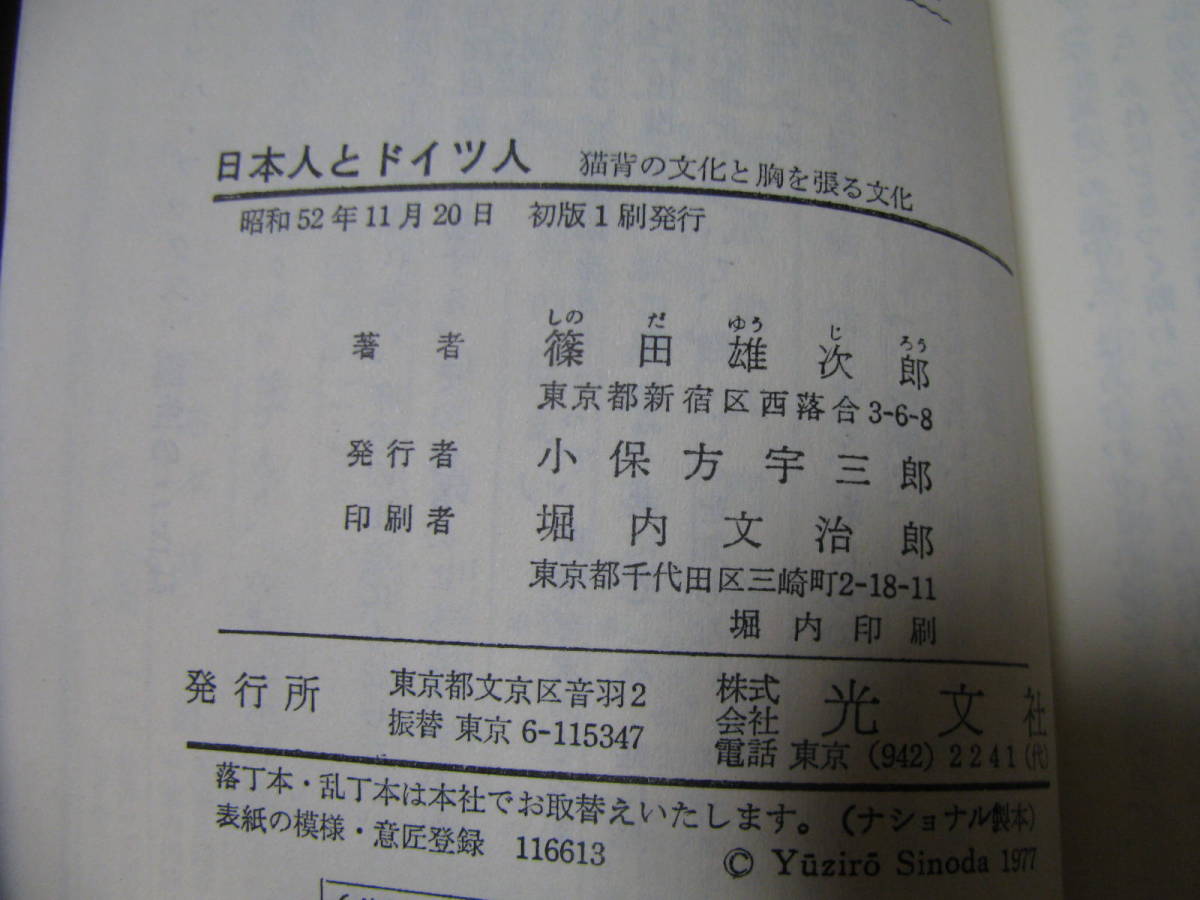 日本人とドイツ人 猫背の文化と胸を張る文化
昭和52年11月20日 初版1刷発行
しの だ ゆう じ ろう
著者 篠田雄次郎
東京都新宿区西落合3-6-8
発行者 小保方宇三郎
印刷者 堀内文治郎
東京都千代田区三崎町2-18-11
堀内印刷
発行所 東京都文京区音羽2 株式会社 光文社
振替 東京 6-115347
電話 東京 (942) 2241(代)
落丁本・乱丁本は本社でお取替えいたします。(ナショナル製本)
表紙の模様・意匠登録 116613
© Yūzirō Sinoda 1977